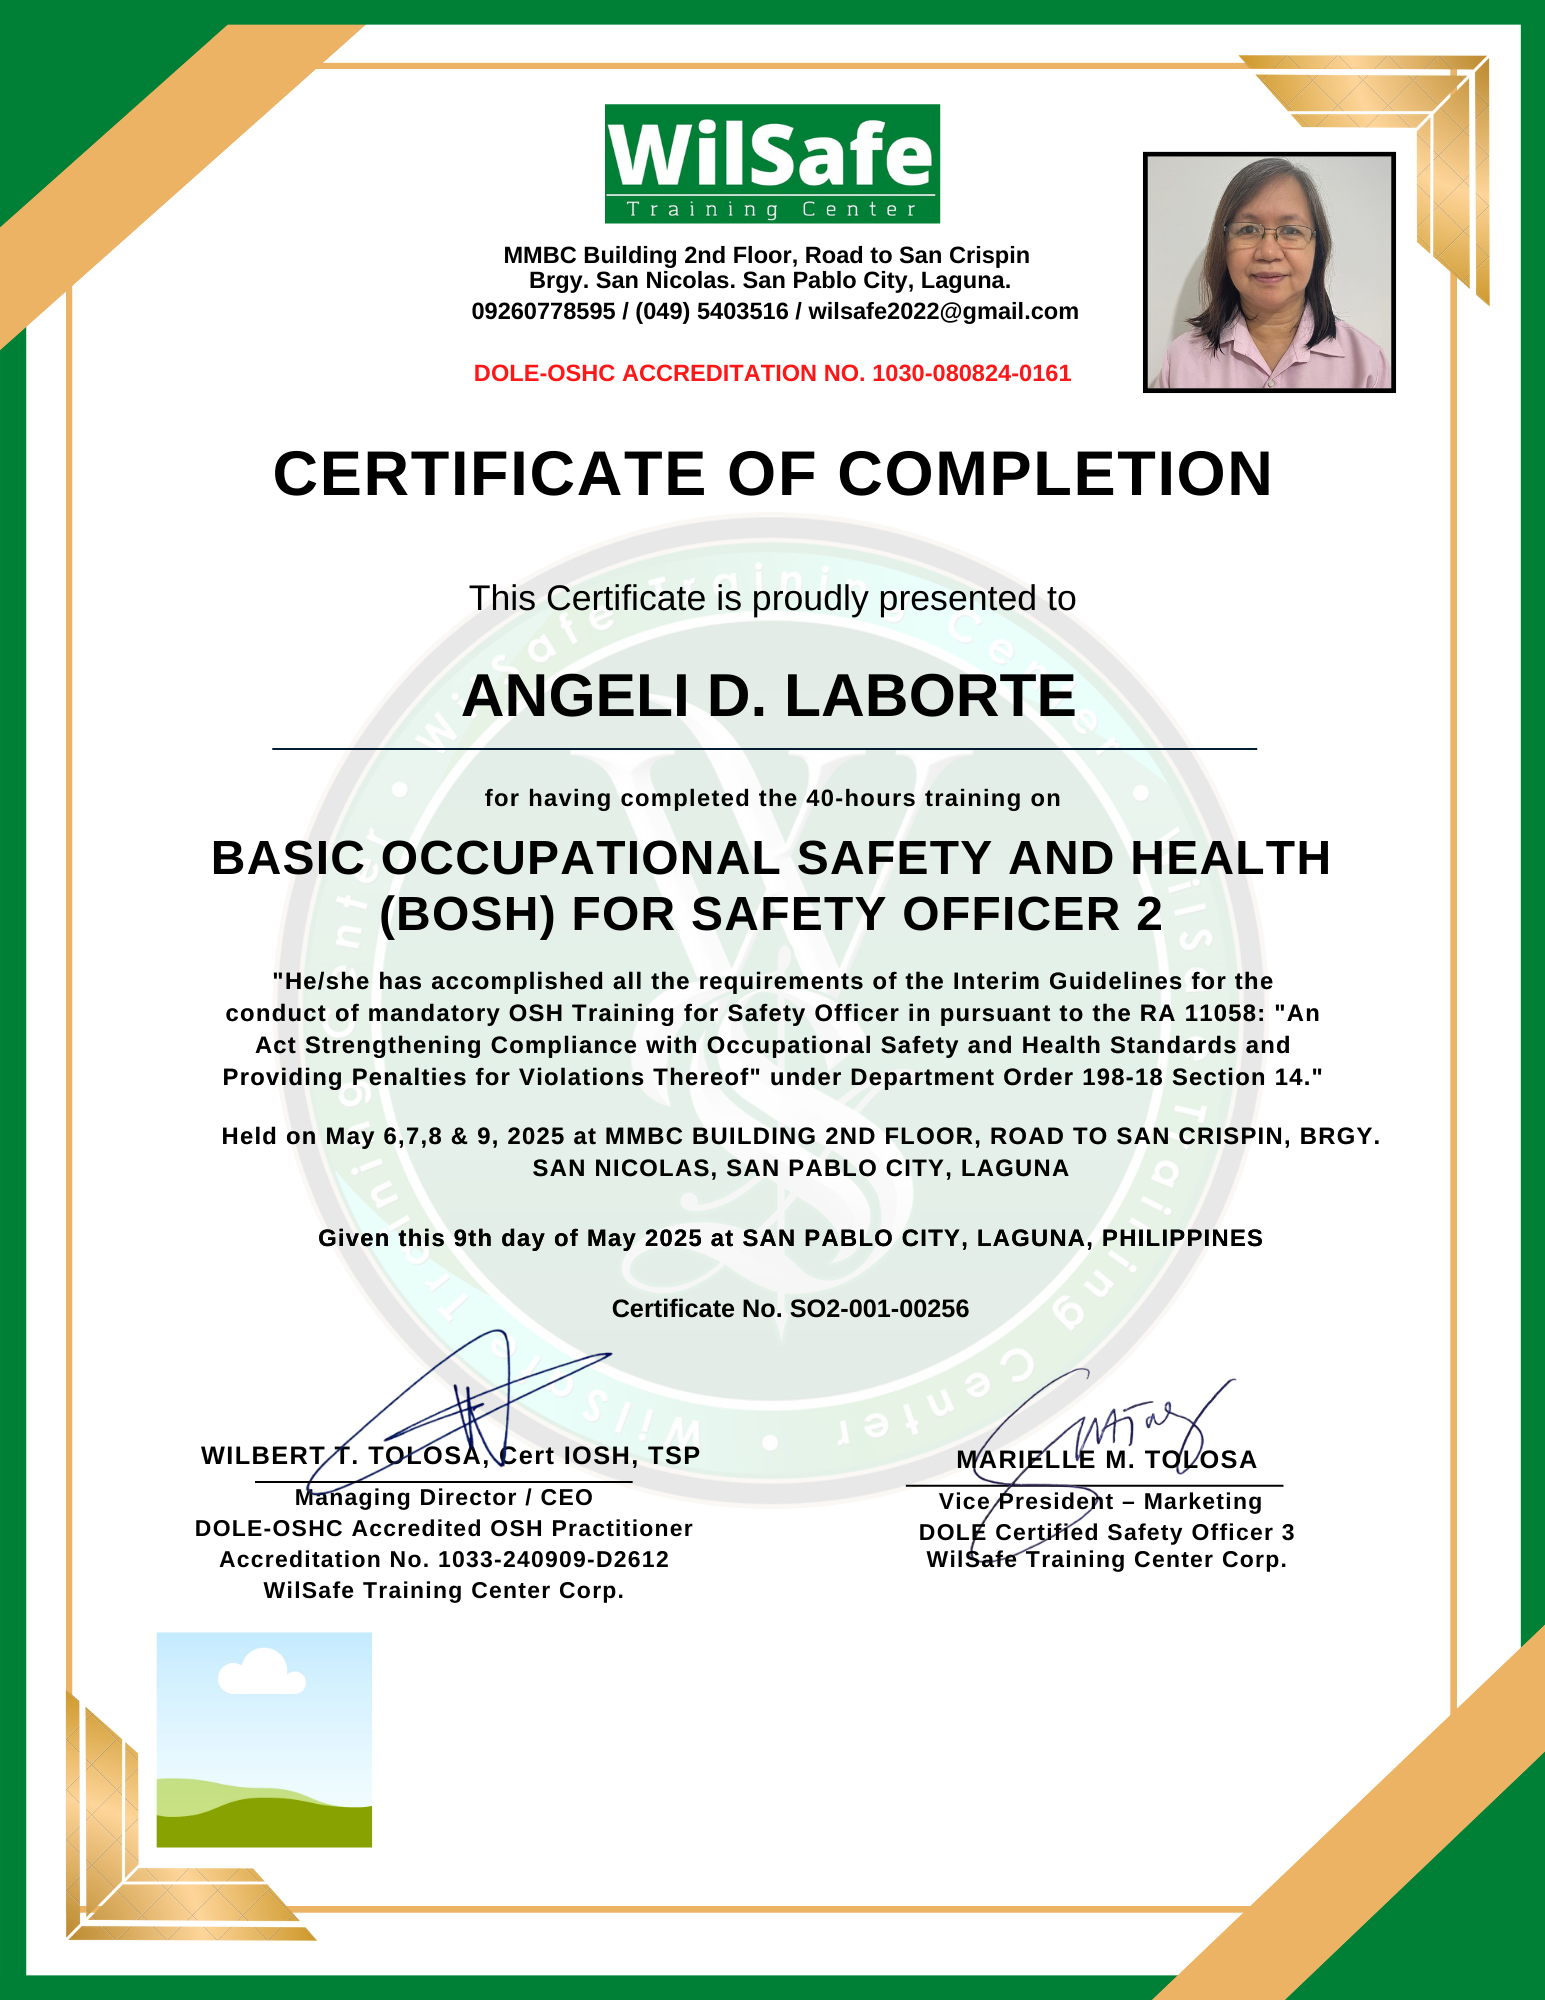 WilSafe
Training Center
MMBC Building 2nd Floor, Road to San Crispin
Brgy. San Nicolas. San Pablo City, Laguna.
09260778595 / (049) 5403516 / wilsafe2022@gmail.com
DOLE-OSHC ACCREDITATION NO. 1030-080824-0161
CERTIFICATE OF COMPLETION
This Certificate is proudly presented to
ANGELI D. LABORTE
for having completed the 40-hours training on
BASIC OCCUPATIONAL SAFETY AND HEALTH
(BOSH) FOR SAFETY OFFICER 2
"He/she has accomplished all the requirements of the Interim Guidelines for the
conduct of mandatory OSH Training for Safety Officer in pursuant to the RA 11058: "An
Act Strengthening Compliance with Occupational Safety and Health Standards and
Providing Penalties for Violations Thereof" under Department Order 198-18 Section 14."
Held on May 6,7,8 & 9, 2025 at MMBC BUILDING 2ND FLOOR, ROAD TO SAN CRISPIN, BRGY.
SAN NICOLAS, SAN PABLO CITY, LAGUNA
Given this 9th day of May 2025 at SAN PABLO CITY, LAGUNA, PHILIPPINES
Certificate No. SO2-001-00256
WILBERT T. TOLOSA, Cert IOSH, TSP
Managing Director / CEO
DOLE-OSHC Accredited OSH Practitioner
Accreditation No. 1033-240909-D2612
WilSafe Training Center Corp.
MARIELLE M. TOLOSA
Vice President – Marketing
DOLE Certified Safety Officer 3
WilSafe Training Center Corp.
WilSafe Training Center • WilSafe Training Center • WilSafe Training Center •